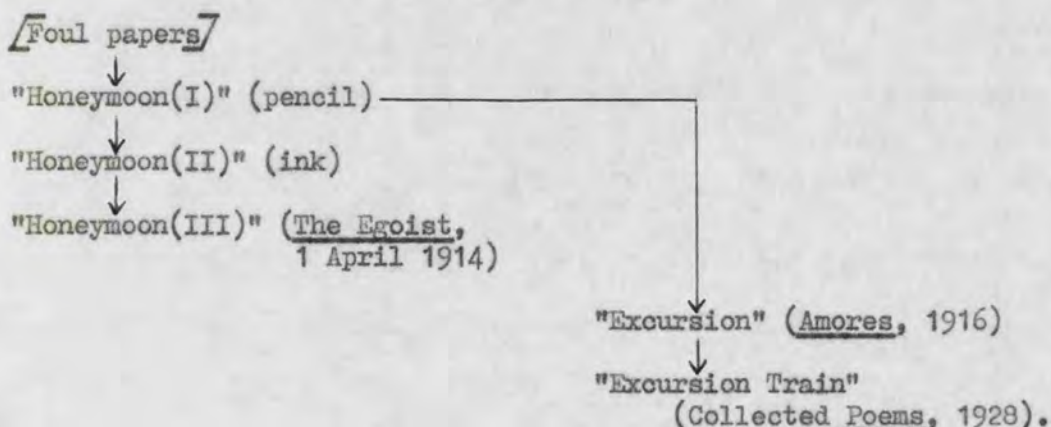 [Foul papers]
"Honeymoon(I)" (pencil)
"Honeymoon(II)" (ink)
"Honeymoon(III)" (The Egoist,
1 April 1914)
"Excursion" (Amores, 1916)
"Excursion Train"
(Collected Poems, 1928).